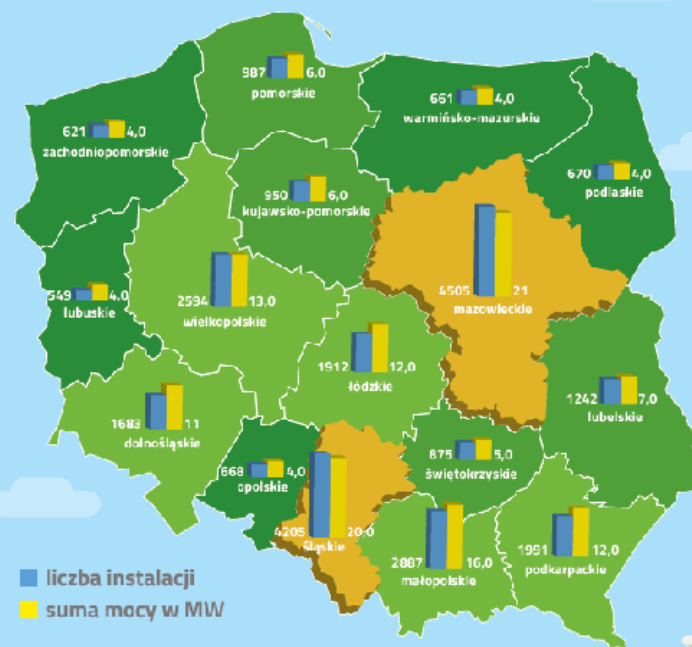 987 6,0
pomorskie
661 4,0
warmińsko-mazurskie
621 4,0
zachodniopomorskie
670 4,0
podlaskie
950 6,0
kujawsko-pomorskie
4505 21
mazowieckie
549 4,0
lubuskie
2594 13,0
wielkopolskie
1912 12,0
łódzkie
1242 7,0
lubelskie
1683 11
dolnośląskie
668 4,0
opolskie
4205 20,0
śląskie
875 5,0
świętokrzyskie
2887 16,0
małopolskie
1991 12,0
podkarpackie
liczba instalacji
suma mocy w MW